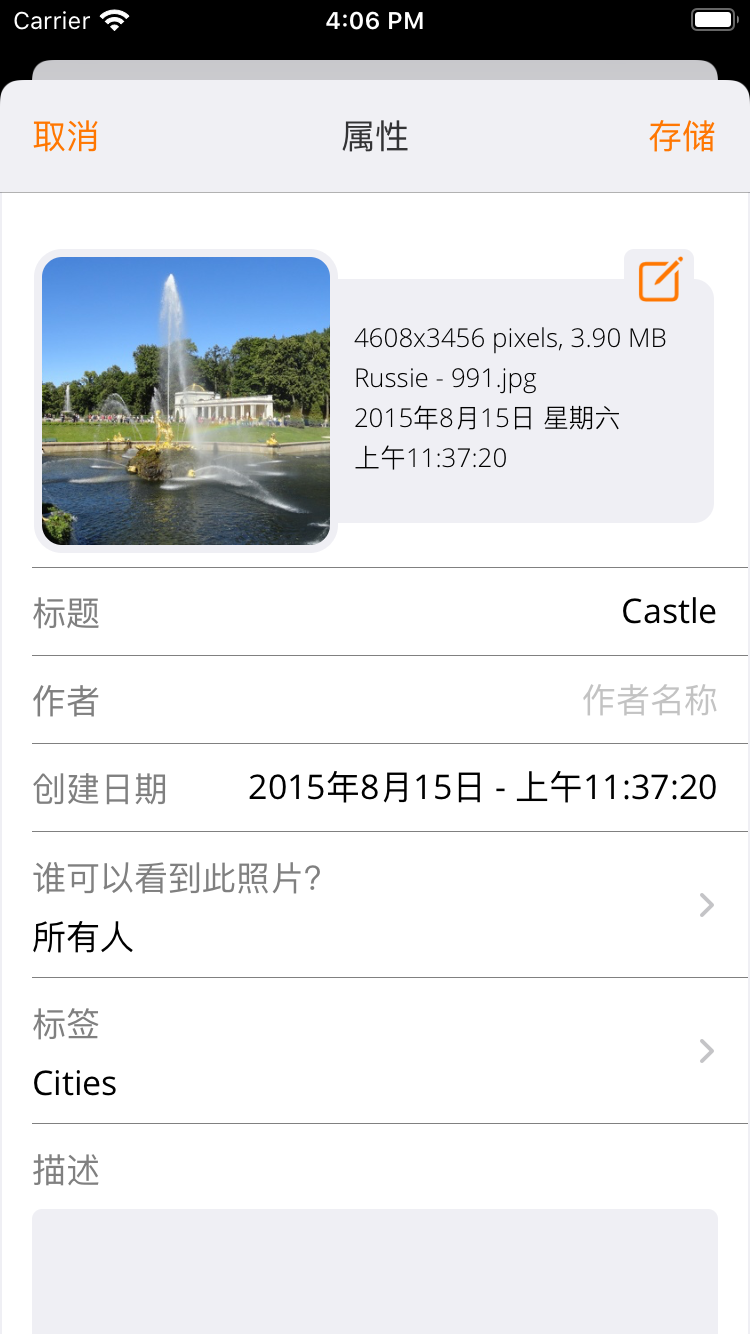 Carrier 4:06 PM
取消 属性 存储
4608x3456 pixels, 3.90 MB
Russie - 991.jpg
2015年8月15日 星期六
上午11:37:20
标题 Castle
作者 作者名称
创建日期 2015年8月15日 - 上午11:37:20
谁可以看到此照片?
所有人
标签
Cities
描述